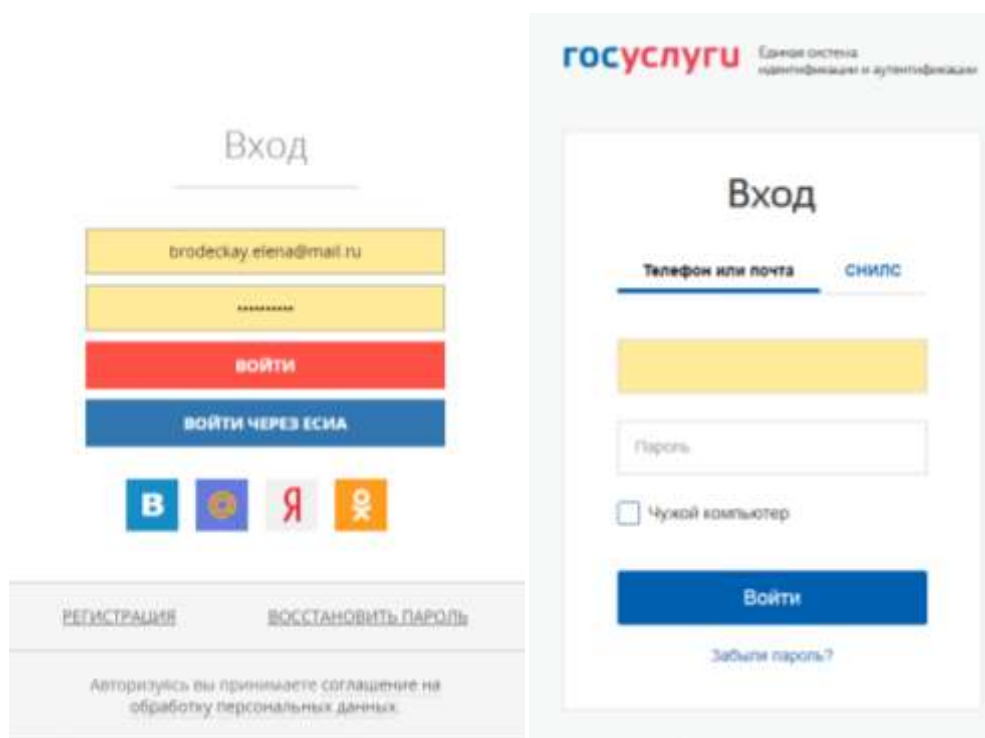 Вход
brodeckay.elena@mail.ru
••••••••••
ВОЙТИ
ВОЙТИ ЧЕРЕЗ ЕСИА
В
Я
РЕГИСТРАЦИЯ
ВОССТАНОВИТЬ ПАРОЛЬ
Авторизуясь вы принимаете соглашение на
обработку персональных данных
госуслуги
Единая система
идентификации и аутентификации
Вход
Телефон или почта
СНИЛС
Пароль
Чужой компьютер
Войти
Забыли пароль?